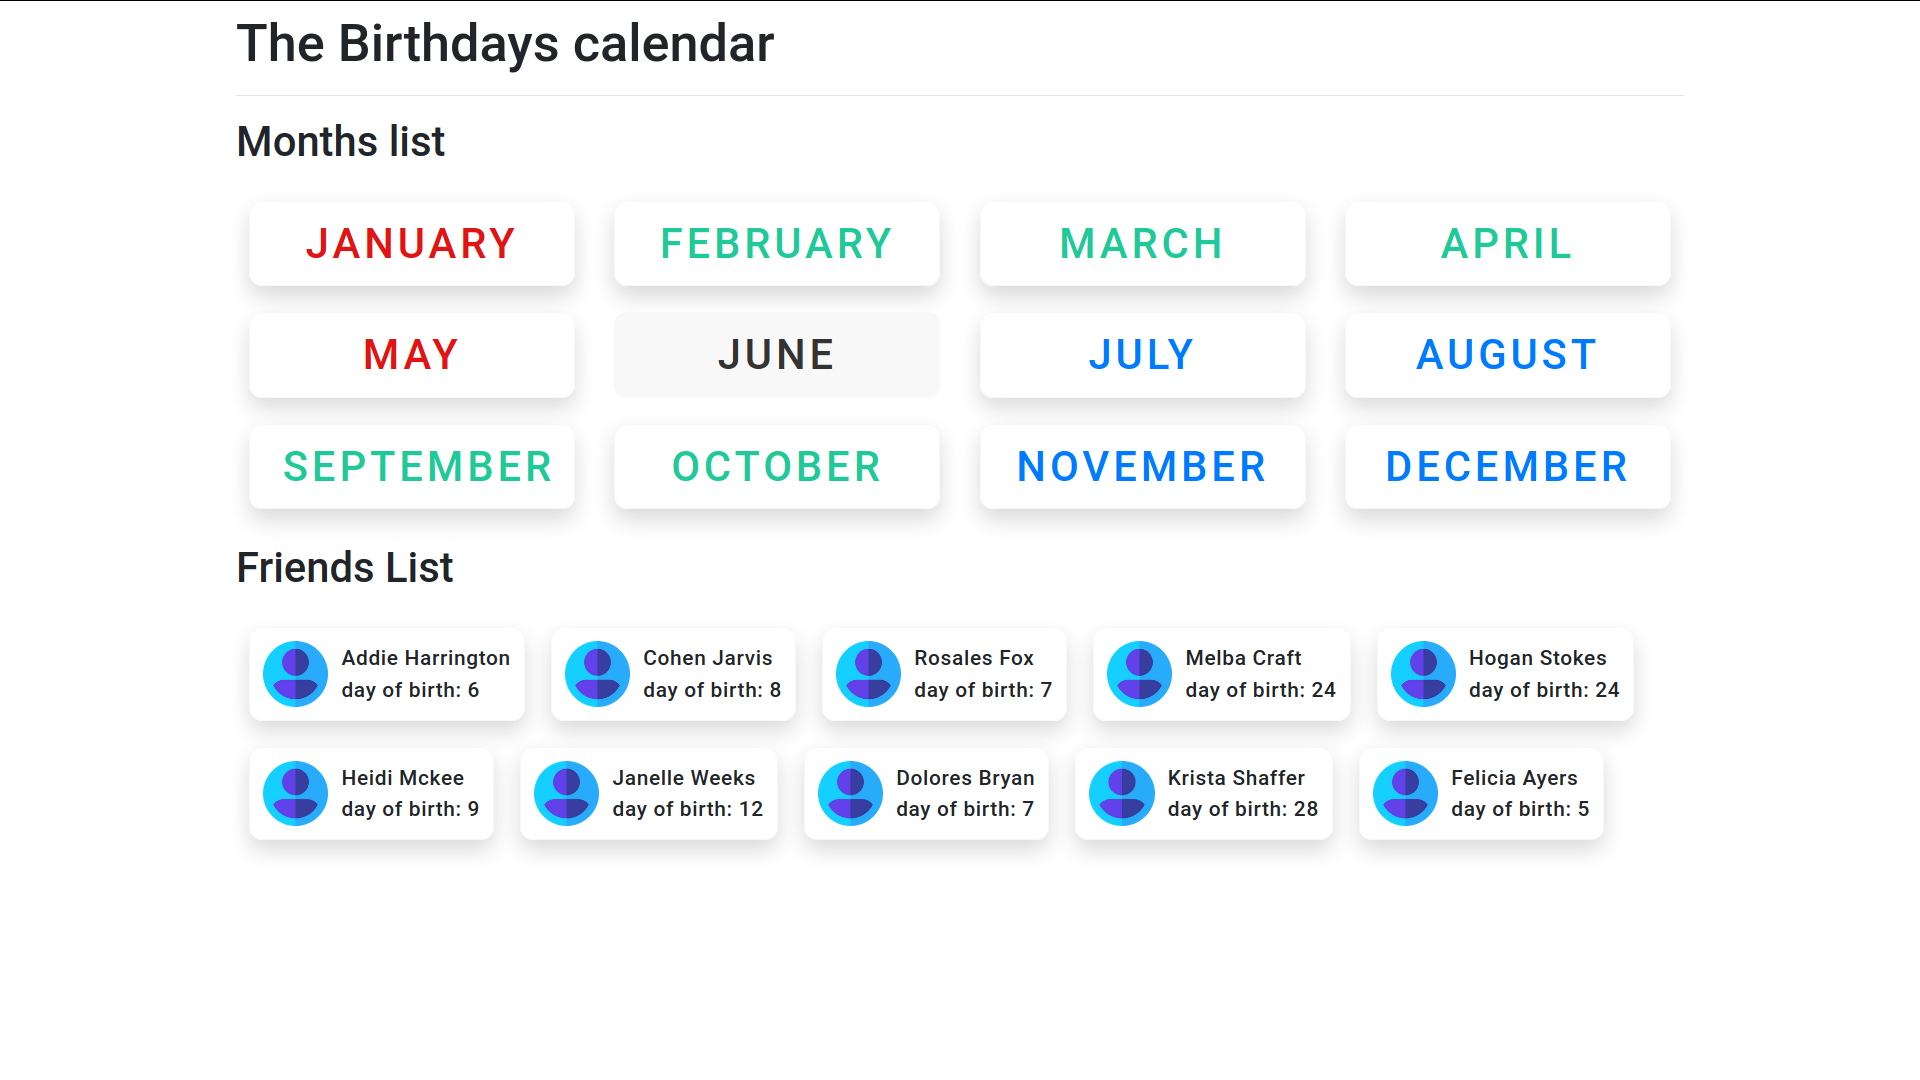 The Birthdays calendar
Months list
JANUARY
FEBRUARY
MARCH
APRIL
MAY
JUNE
JULY
AUGUST
SEPTEMBER
OCTOBER
NOVEMBER
DECEMBER
Friends List
Addie Harrington
day of birth: 6
Cohen Jarvis
day of birth: 8
Rosales Fox
day of birth: 7
Melba Craft
day of birth: 24
Hogan Stokes
day of birth: 24
Heidi Mckee
day of birth: 9
Janelle Weeks
day of birth: 12
Dolores Bryan
day of birth: 7
Krista Shaffer
day of birth: 28
Felicia Ayers
day of birth: 5